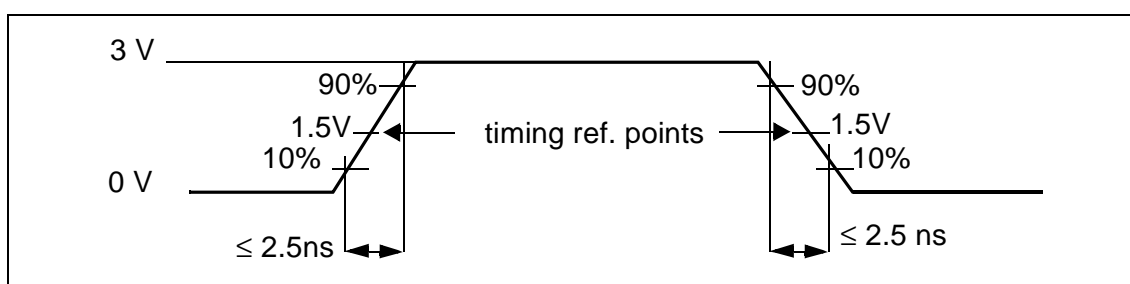 3 V
90%
90%
1.5V
timing ref. points
1.5V
10%
10%
0 V
≤ 2.5ns
≤ 2.5 ns